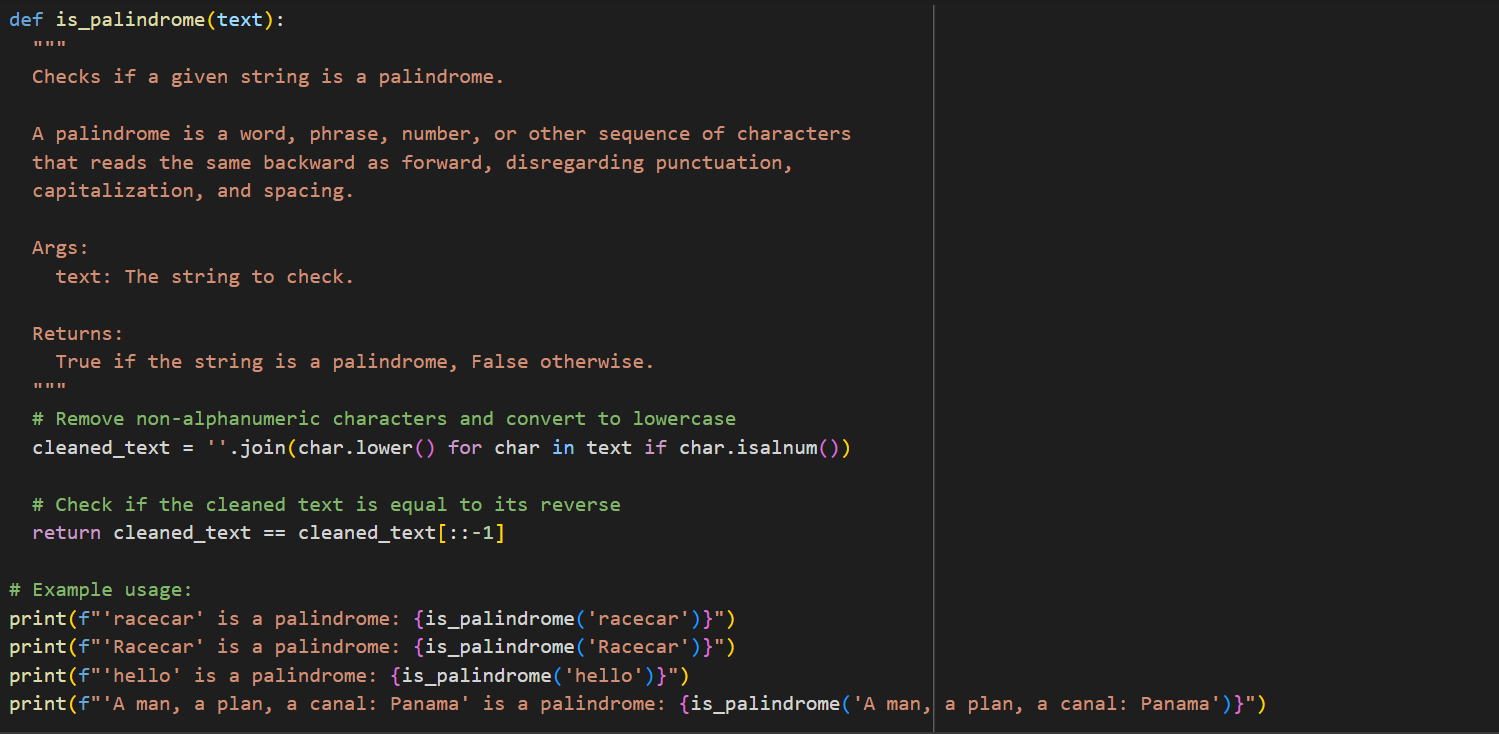 def is_palindrome(text):
  """
  Checks if a given string is a palindrome.

  A palindrome is a word, phrase, number, or other sequence of characters
  that reads the same backward as forward, disregarding punctuation,
  capitalization, and spacing.

  Args:
    text: The string to check.

  Returns:
    True if the string is a palindrome, False otherwise.
  """
  # Remove non-alphanumeric characters and convert to lowercase
  cleaned_text = ''.join(char.lower() for char in text if char.isalnum())

  # Check if the cleaned text is equal to its reverse
  return cleaned_text == cleaned_text[::-1]

# Example usage:
print(f"'racecar' is a palindrome: {is_palindrome('racecar')}")
print(f"'Racecar' is a palindrome: {is_palindrome('Racecar')}")
print(f"'hello' is a palindrome: {is_palindrome('hello')}")
print(f"'A man, a plan, a canal: Panama' is a palindrome: {is_palindrome('A man, a plan, a canal: Panama')}")